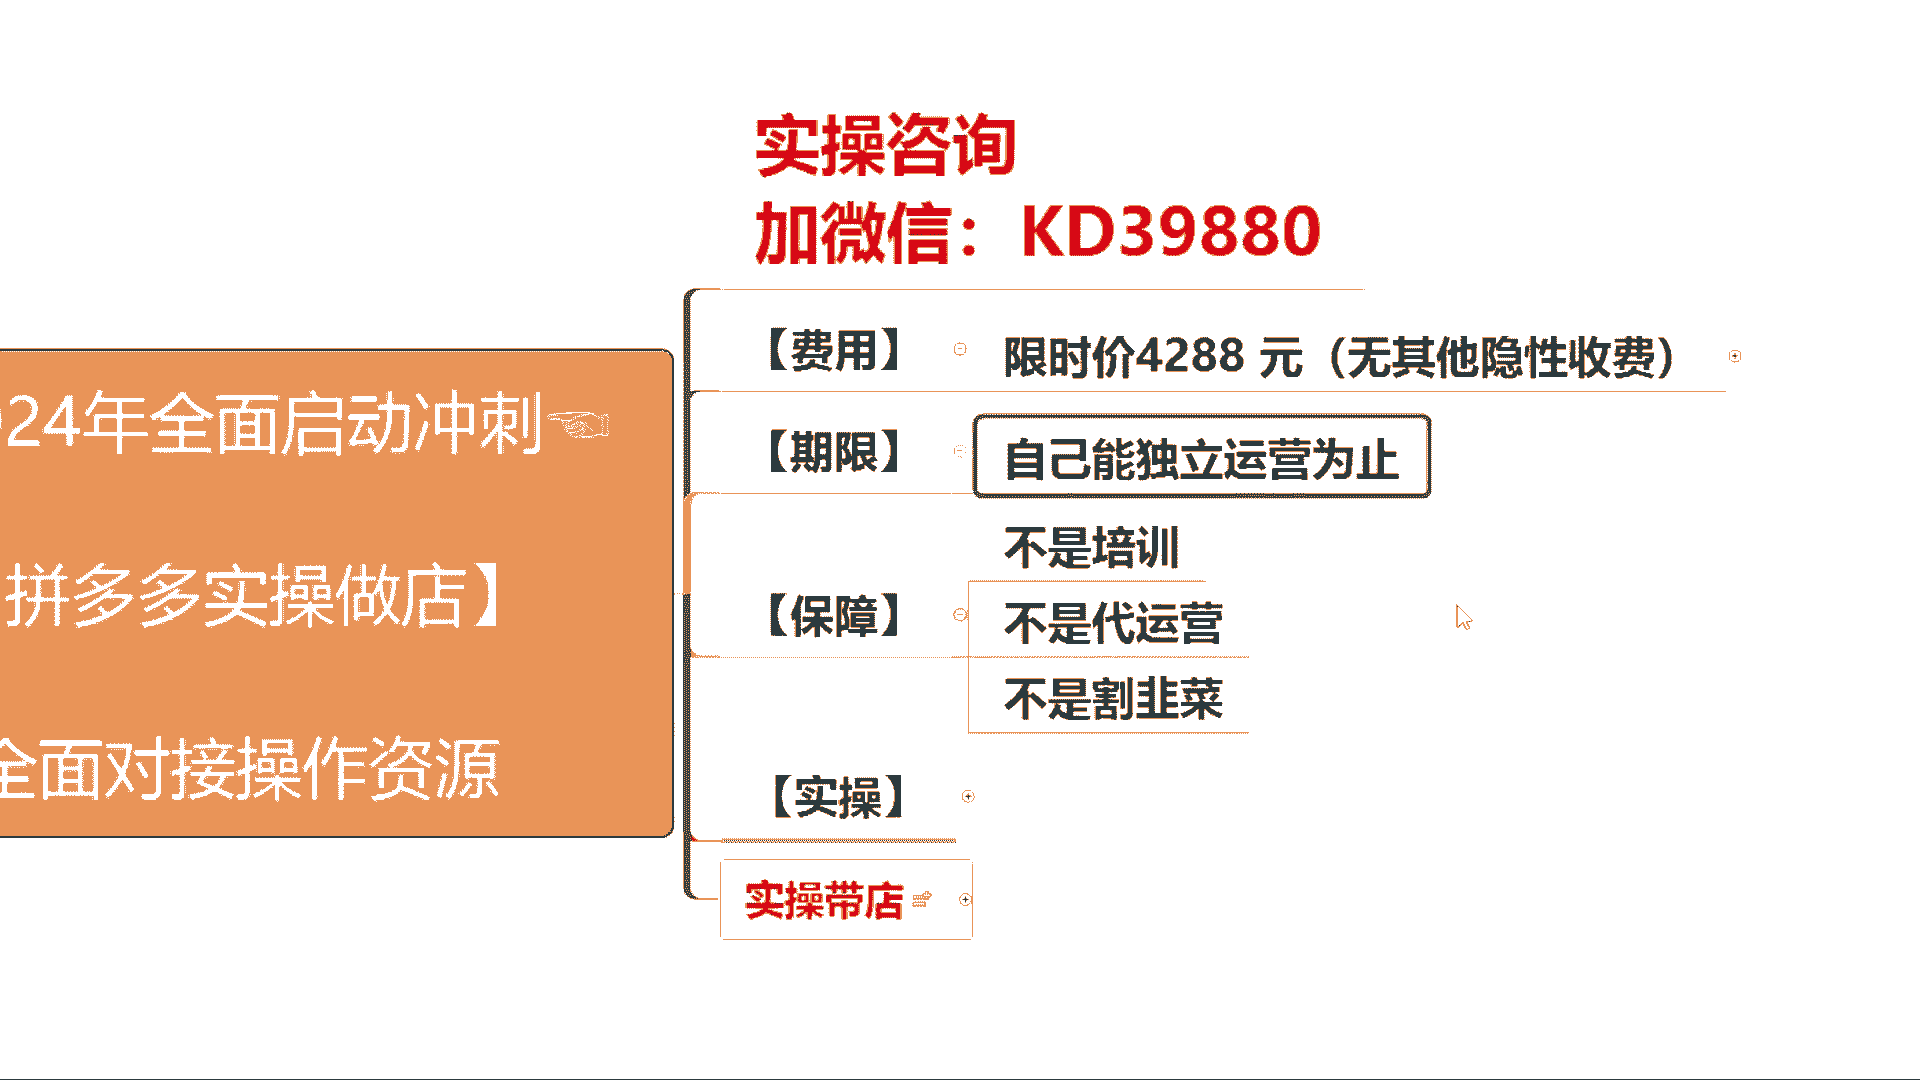 实操咨询
加微信：KD39880
【费用】
限时价4288 元（无其他隐性收费）
24年全面启动冲刺
【期限】
自己能独立运营为止
不是培训
拼多多实操做店】
【保障】
不是代运营
不是割韭菜
全面对接操作资源
【实操】
实操带店